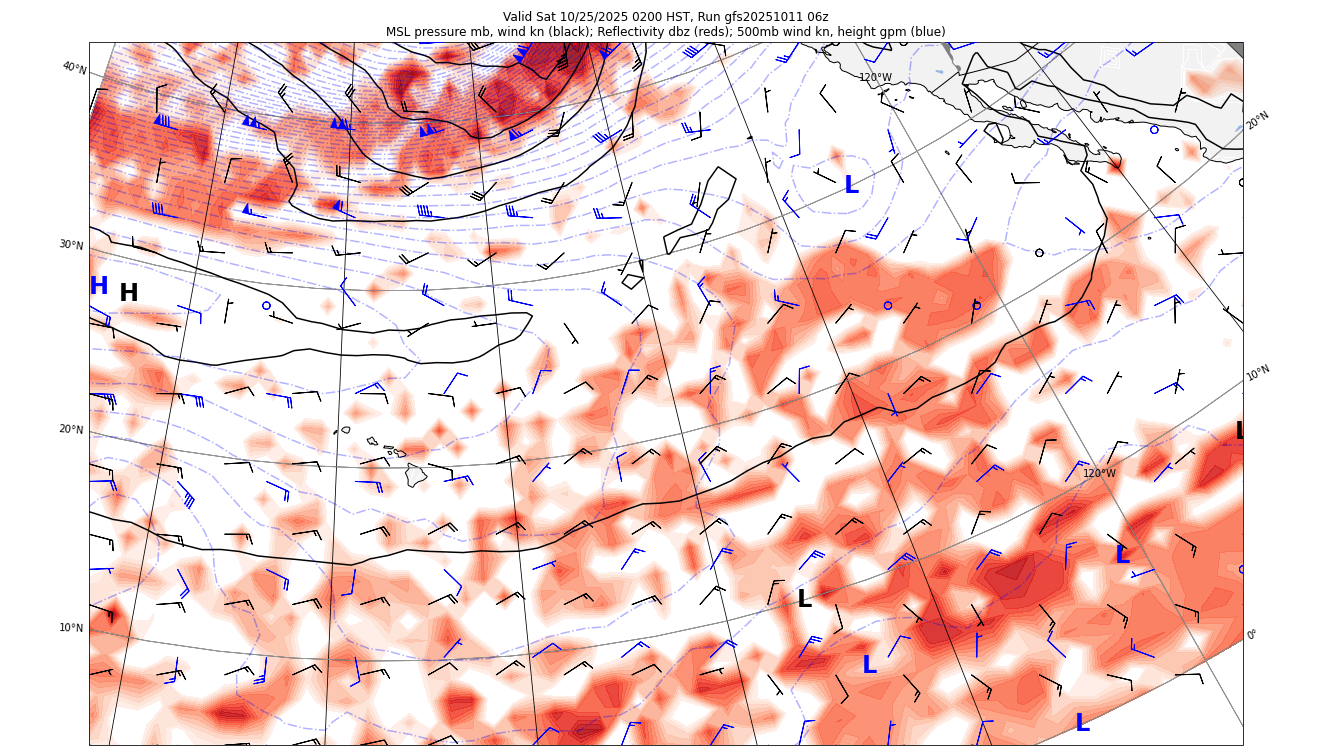 Valid Sat 10/25/2025 0200 HST, Run gfs20251011 06z
MSL pressure mb, wind kn (black); Reflectivity dbz (reds); 500mb wind kn, height gpm (blue)
40°N
120°W
20°N
L
30°N
H H
10°N
20°N
L
120°W
L
L
10°N
0°
L
L